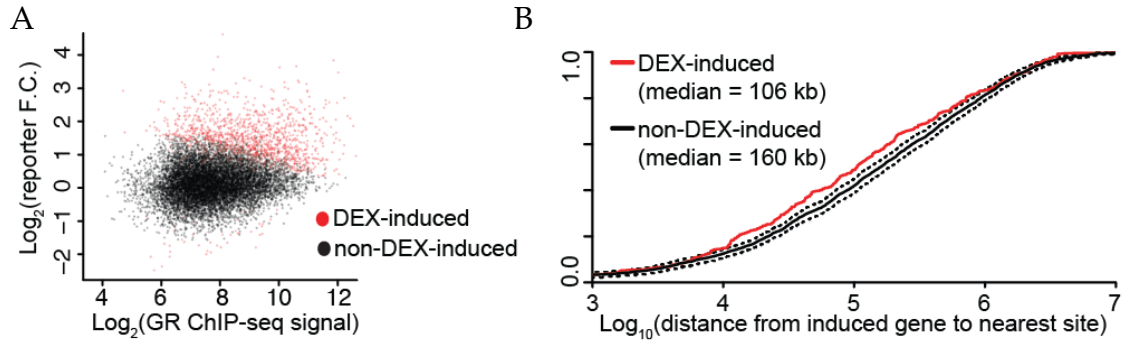 A
Log2(reporter F.C.)
4
3
2
1
0
−1
−2
DEX-induced
non-DEX-induced
4 6 8 10 12
Log2(GR ChIP-seq signal)
B
1.0
0.0
DEX-induced
(median = 106 kb)
non-DEX-induced
(median = 160 kb)
3 4 5 6 7
Log10(distance from induced gene to nearest site)